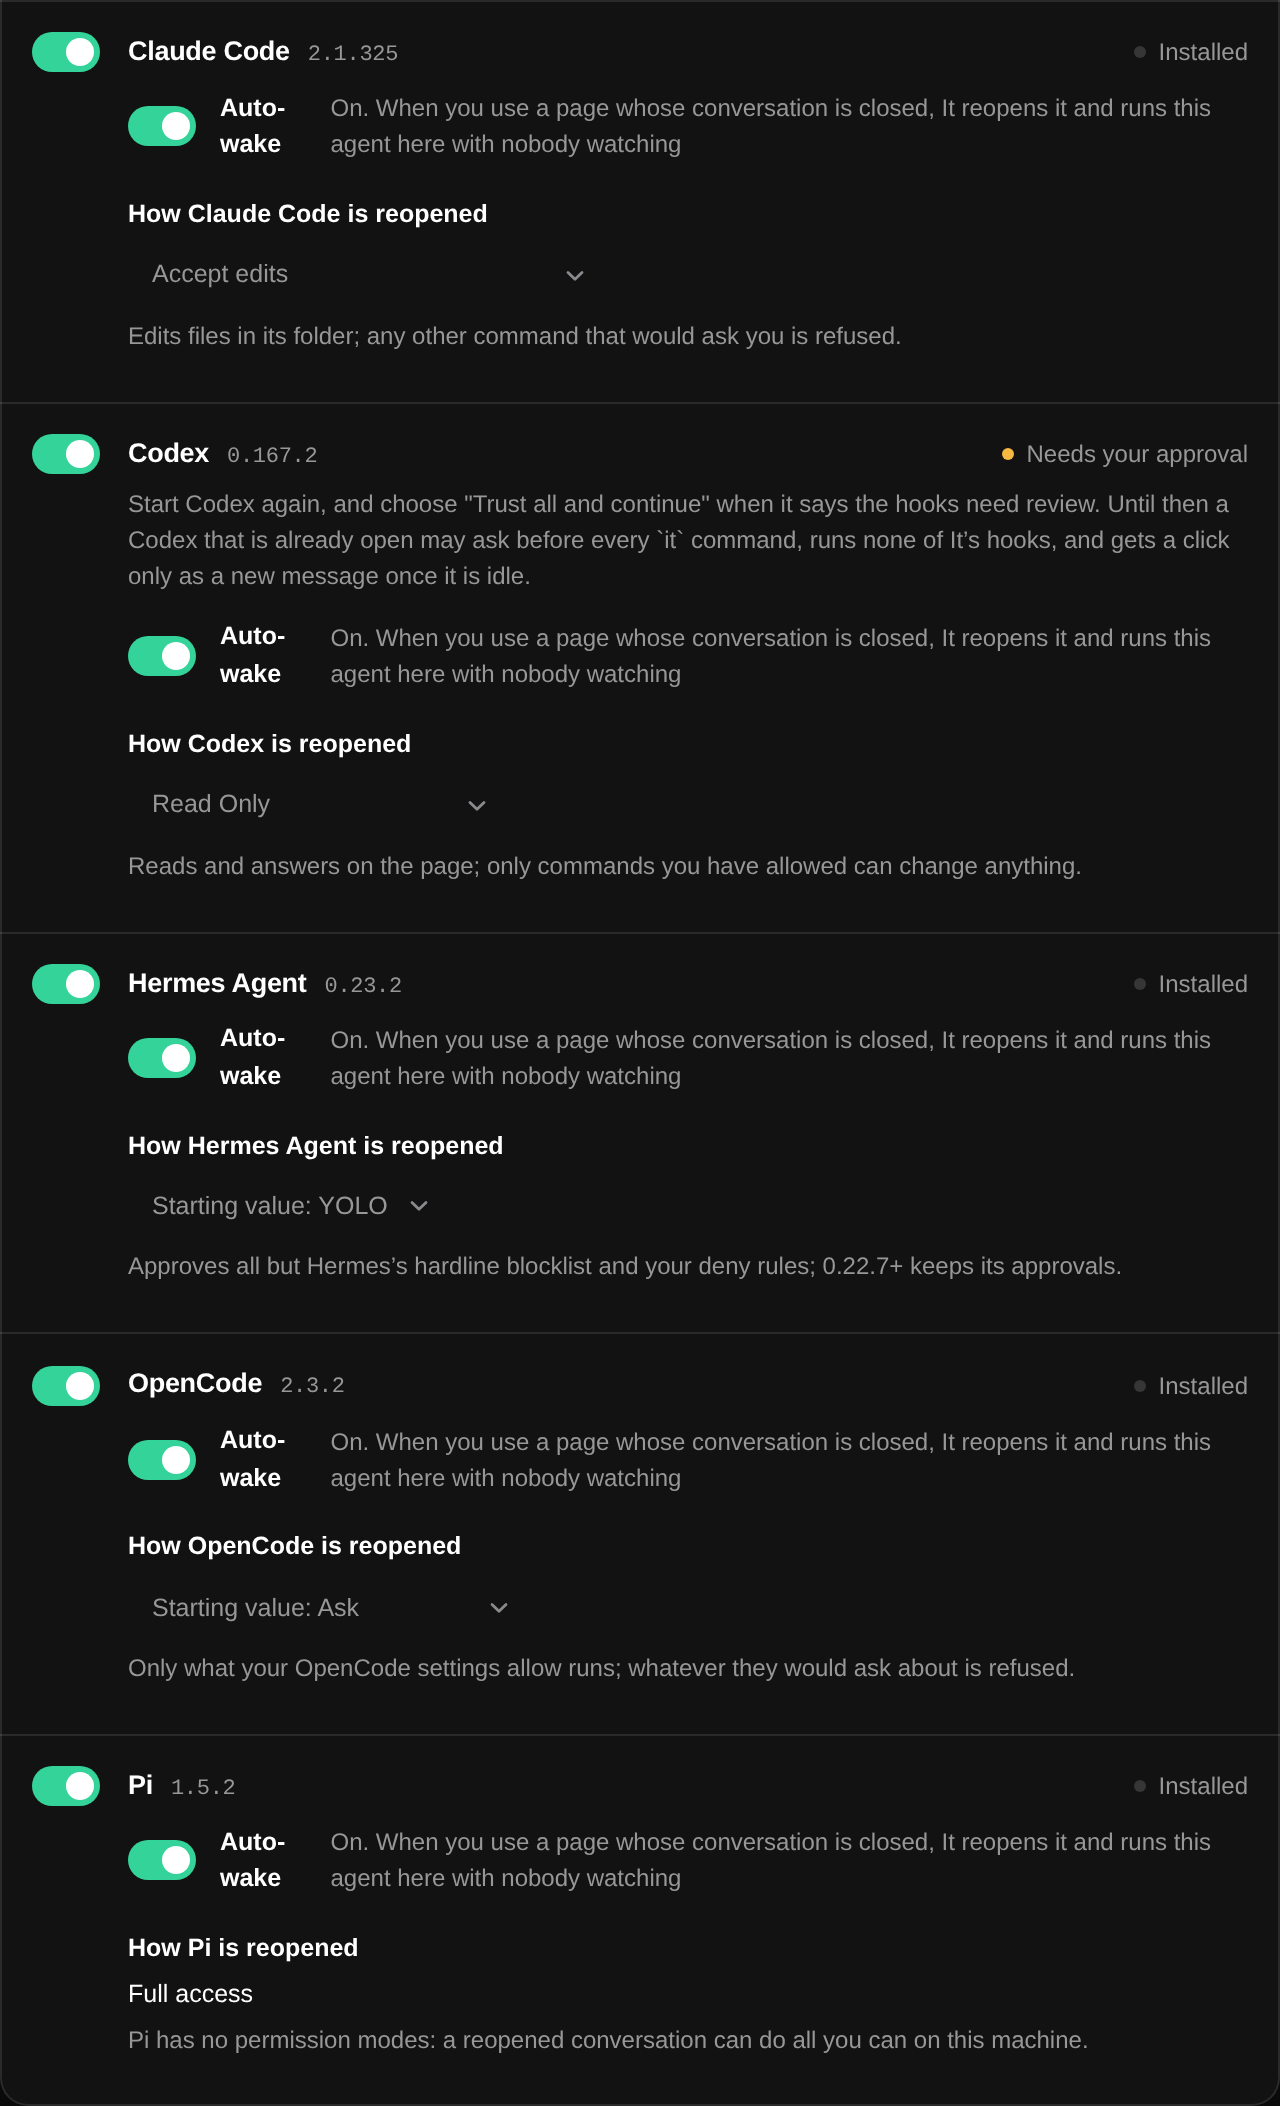 Claude Code 2.1.325 Installed
Auto-wake On. When you use a page whose conversation is closed, It reopens it and runs this
agent here with nobody watching
How Claude Code is reopened
Accept edits
Edits files in its folder; any other command that would ask you is refused.
Codex 0.167.2 Needs your approval
Start Codex again, and choose "Trust all and continue" when it says the hooks need review. Until then a
Codex that is already open may ask before every `it` command, runs none of It’s hooks, and gets a click
only as a new message once it is idle.
Auto-wake On. When you use a page whose conversation is closed, It reopens it and runs this
agent here with nobody watching
How Codex is reopened
Read Only
Reads and answers on the page; only commands you have allowed can change anything.
Hermes Agent 0.23.2 Installed
Auto-wake On. When you use a page whose conversation is closed, It reopens it and runs this
agent here with nobody watching
How Hermes Agent is reopened
Starting value: YOLO
Approves all but Hermes’s hardline blocklist and your deny rules; 0.22.7+ keeps its approvals.
OpenCode 2.3.2 Installed
Auto-wake On. When you use a page whose conversation is closed, It reopens it and runs this
agent here with nobody watching
How OpenCode is reopened
Starting value: Ask
Only what your OpenCode settings allow runs; whatever they would ask about is refused.
Pi 1.5.2 Installed
Auto-wake On. When you use a page whose conversation is closed, It reopens it and runs this
agent here with nobody watching
How Pi is reopened
Full access
Pi has no permission modes: a reopened conversation can do all you can on this machine.